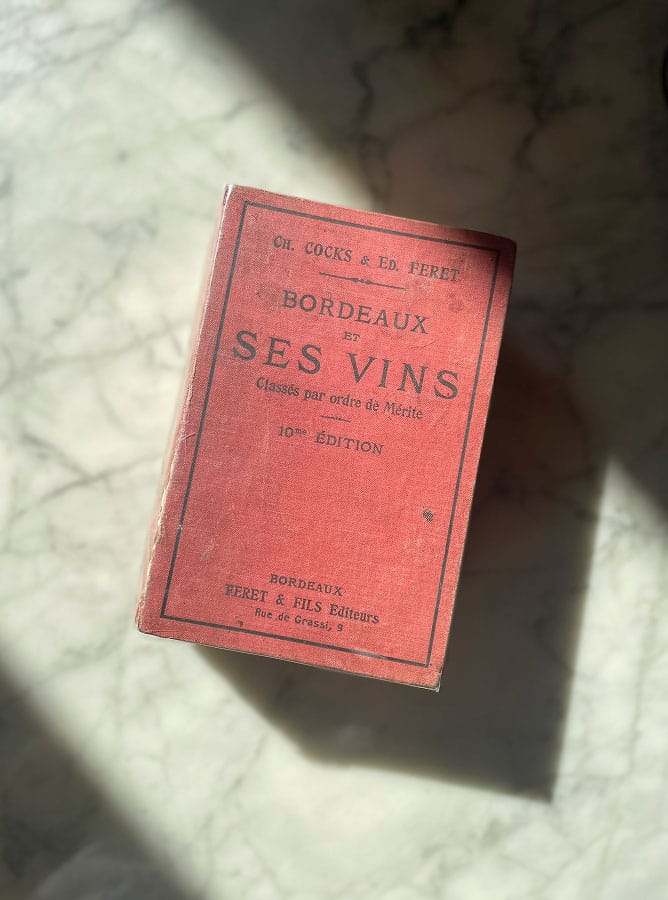 CH. COCKS & ED. FERET
BORDEAUX
ET
SES VINS
Classés par ordre de Mérite
10me ÉDITION
BORDEAUX
FERET & FILS Editeurs
Rue de Grassi, 9